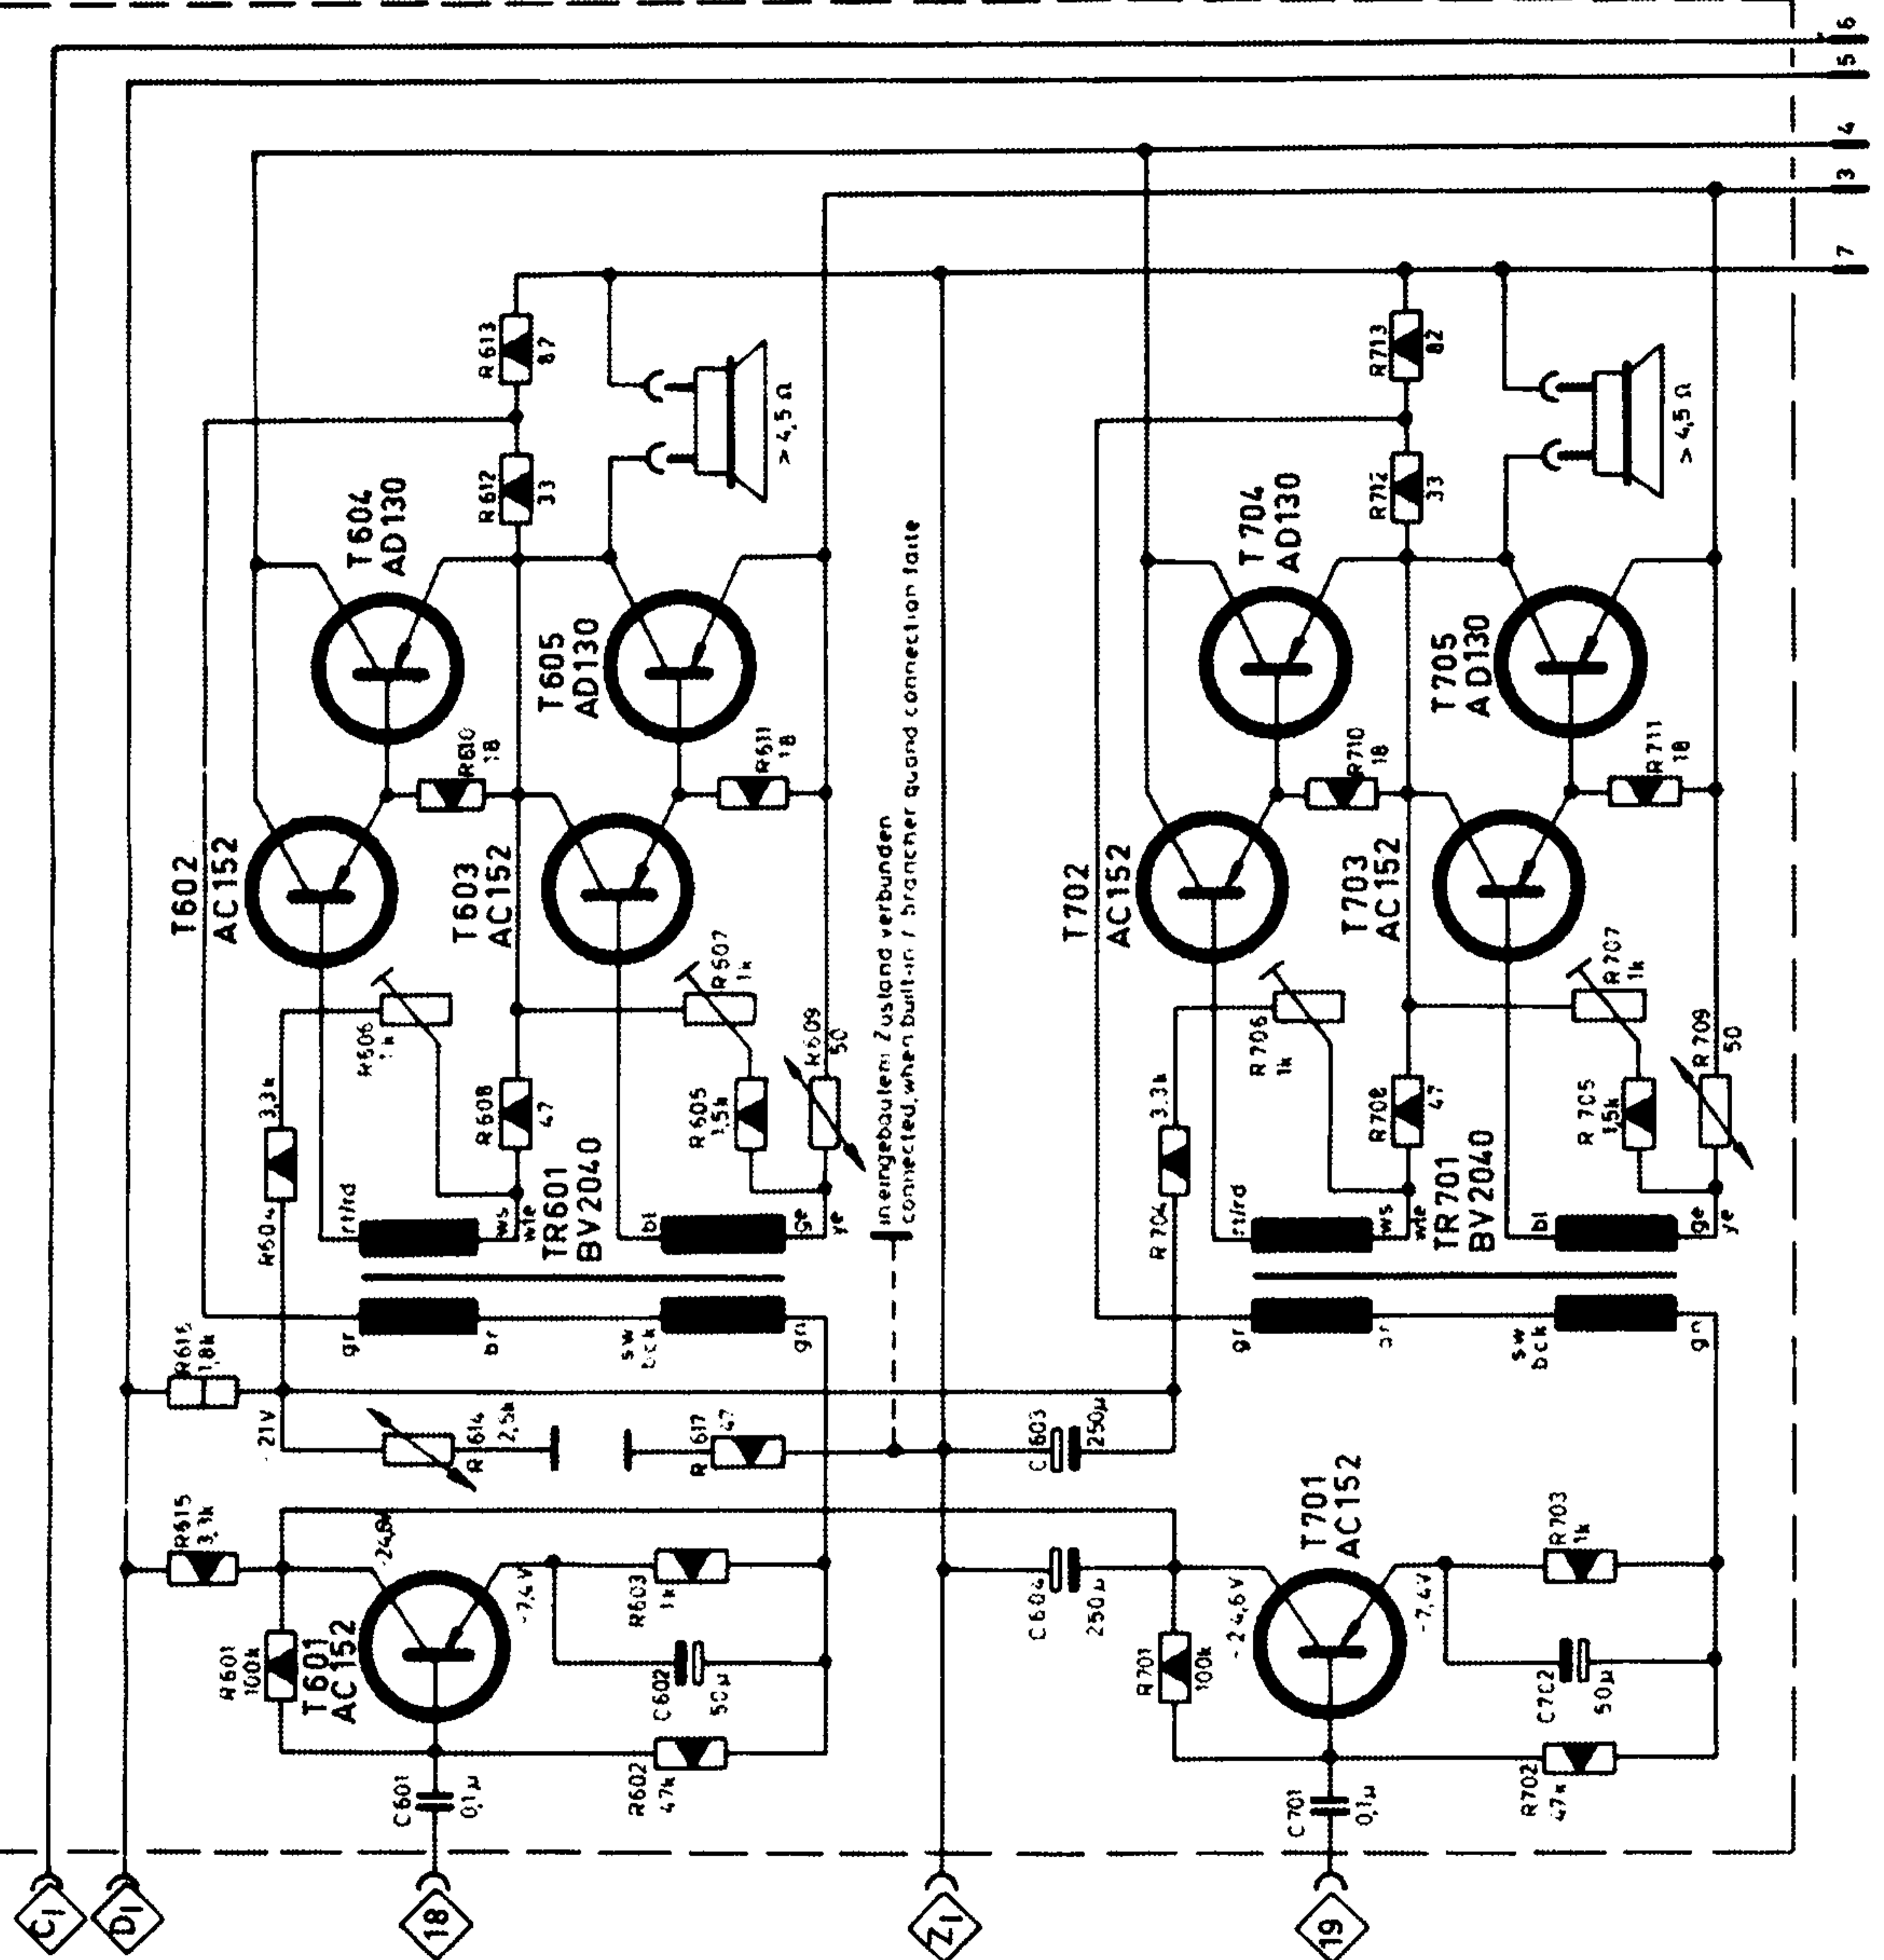 6
5
4
3
7
R613
82
R713
82
> 4,5 Ω
> 4,5 Ω
R612
33
R712
33
T604
AD130
T704
AD130
T605
AD130
T705
AD130
R610
18
R611
18
R710
18
R711
18
T602
AC152
T603
AC152
T702
AC152
T703
AC152
R606
1k
R607
1k
R706
1k
R707
1k
R604
3,3k
R608
47
R605
1,5k
R609
50
R704
3,3k
R708
47
R705
1,5k
R709
50
rt/rd
ws
wte
bl
ge
ye
TR601
BV2040
in eingebautem Zustand verbunden
connected, when built-in / brancher quand connection faite
rt/rd
ws
wte
bl
ge
ye
TR701
BV2040
gr
br
sw
bck
gn
gr
br
sw
bck
gn
R616
1,8k
-21V
R614
2,5k
R617
47
C603
250µ
R615
3,3k
-7,4V
R603
1k
C604
250µ
-24,6V
T701
AC152
-7,4V
R703
1k
R601
100k
T601
AC152
C602
50µ
R701
100k
C702
50µ
C601
0,1µ
R602
47k
C701
0,1µ
R702
47k
C1
D1
18
Z1
19